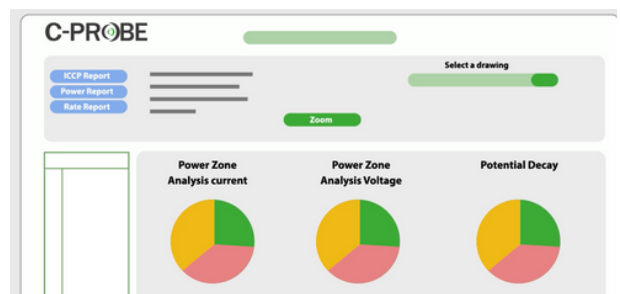 C-PROBE
ICCP Report
Power Report
Rate Report
Select a drawing
Zoom
Power Zone
Analysis current
Power Zone
Analysis Voltage
Potential Decay